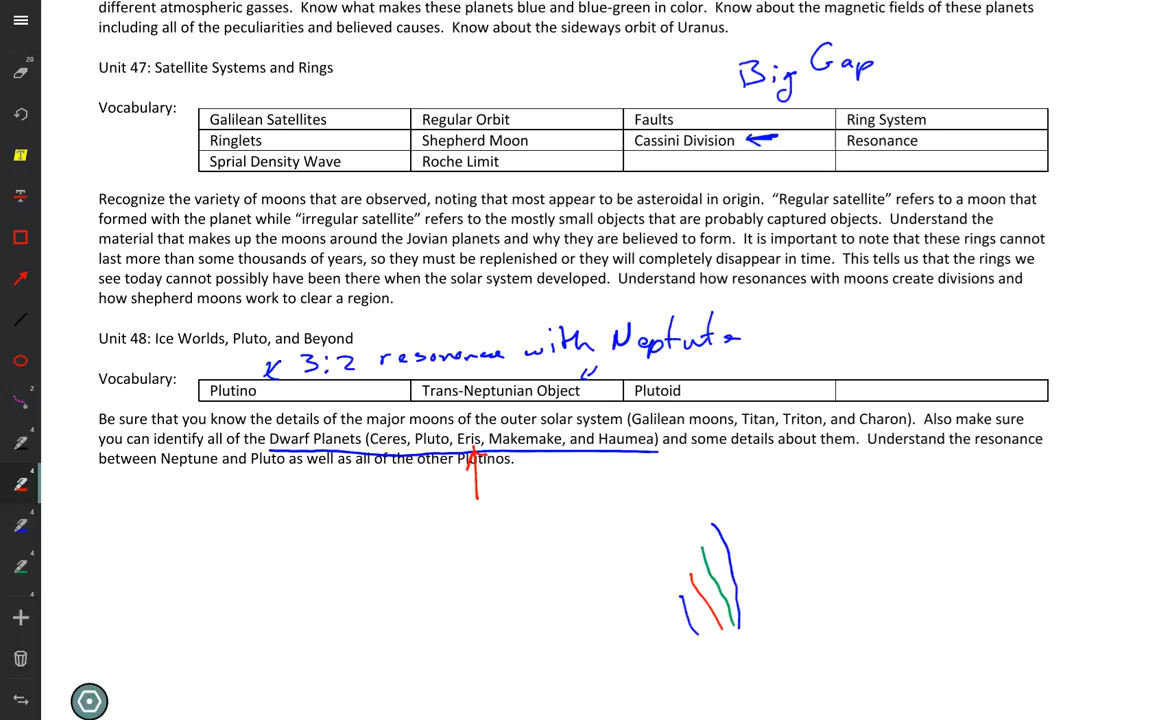 different atmospheric gasses.  Know what makes these planets blue and blue-green in color.  Know about the magnetic fields of these planets
including all of the peculiarities and believed causes.  Know about the sideways orbit of Uranus.
Big Gap
Unit 47: Satellite Systems and Rings
Vocabulary:
Galilean Satellites Regular Orbit Faults Ring System
Ringlets Shepherd Moon Cassini Division Resonance
Sprial Density Wave Roche Limit
Recognize the variety of moons that are observed, noting that most appear to be asteroidal in origin.  “Regular satellite” refers to a moon that
formed with the planet while “irregular satellite” refers to the mostly small objects that are probably captured objects.  Understand the
material that makes up the moons around the Jovian planets and why they are believed to form.  It is important to note that these rings cannot
last more than some thousands of years, so they must be replenished or they will completely disappear in time.  This tells us that the rings we
see today cannot possibly have been there when the solar system developed.  Understand how resonances with moons create divisions and
how shepherd moons work to clear a region.
Unit 48: Ice Worlds, Pluto, and Beyond
3:2 resonance with
Vocabulary:
Plutino Trans-Neptunian Object Plutoid
Be sure that you know the details of the major moons of the outer solar system (Galilean moons, Titan, Triton, and Charon).  Also make sure
you can identify all of the Dwarf Planets (Ceres, Pluto, Eris, Makemake, and Haumea) and some details about them.  Understand the resonance
between Neptune and Pluto as well as all of the other Plutinos.
20
2
4
4
4
4
4